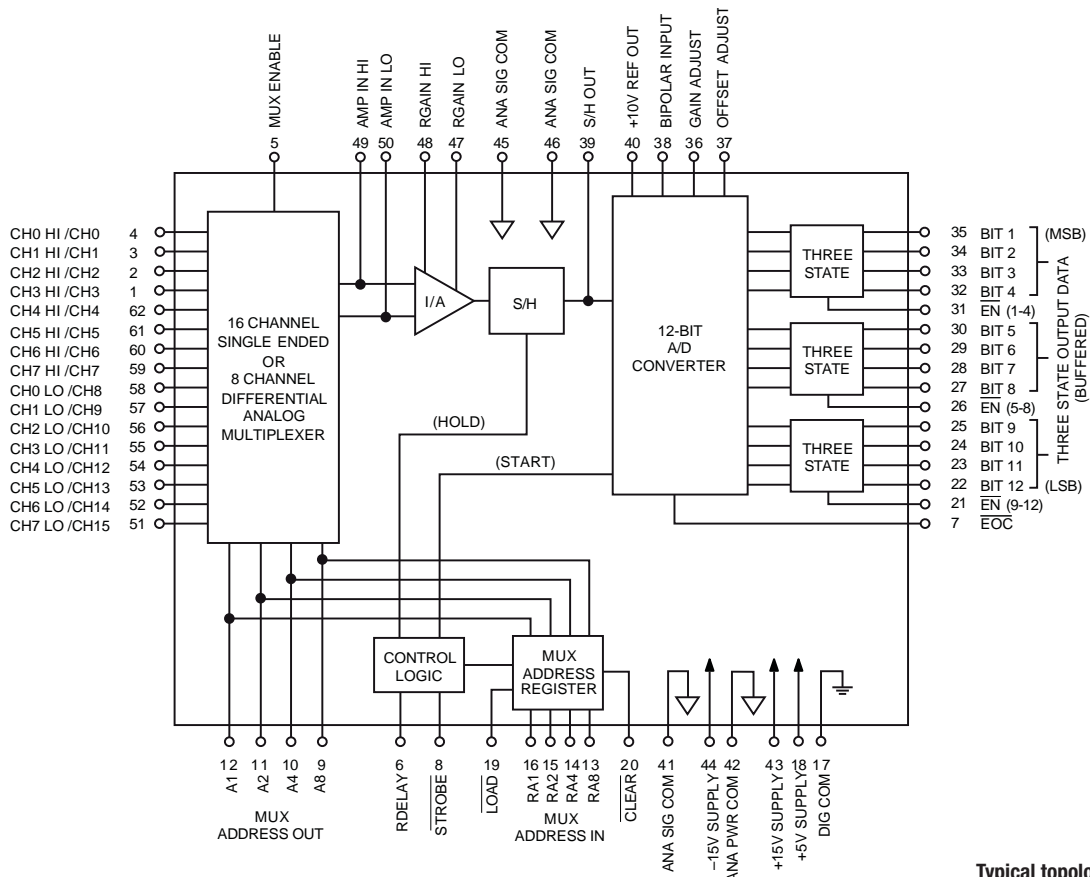 MUX ENABLE
AMP IN HI
AMP IN LO
RGAIN HI
RGAIN LO
ANA SIG COM
ANA SIG COM
S/H OUT
+10V REF OUT
BIPOLAR INPUT
GAIN ADJUST
OFFSET ADJUST
5
49
50
48
47
45
46
39
40
38
36
37
CH0 HI /CH0 4
CH1 HI /CH1 3
CH2 HI /CH2 2
CH3 HI /CH3 1
CH4 HI /CH4 62
CH5 HI /CH5 61
CH6 HI /CH6 60
CH7 HI /CH7 59
CH0 LO /CH8 58
CH1 LO /CH9 57
CH2 LO /CH10 56
CH3 LO /CH11 55
CH4 LO /CH12 54
CH5 LO /CH13 53
CH6 LO /CH14 52
CH7 LO /CH15 51
16 CHANNEL
SINGLE ENDED
OR
8 CHANNEL
DIFFERENTIAL
ANALOG
MULTIPLEXER
I/A
S/H
(HOLD)
(START)
12-BIT
A/D
CONVERTER
THREE
STATE
THREE
STATE
THREE
STATE
35 BIT 1 (MSB)
34 BIT 2
33 BIT 3
32 BIT 4
31 EN (1-4)
30 BIT 5
29 BIT 6
28 BIT 7
27 BIT 8
26 EN (5-8)
25 BIT 9
24 BIT 10
23 BIT 11
22 BIT 12 (LSB)
21 EN (9-12)
7 EOC
THREE STATE OUTPUT DATA
(BUFFERED)
CONTROL
LOGIC
MUX
ADDRESS
REGISTER
12
11
10
9
6
8
19
16
15
14
13
20
41
44
42
43
18
17
A1
A2
A4
A8
RDELAY
STROBE
LOAD
RA1
RA2
RA4
RA8
CLEAR
ANA SIG COM
–15V SUPPLY
ANA PWR COM
+15V SUPPLY
+5V SUPPLY
DIG COM
MUX
ADDRESS OUT
MUX
ADDRESS IN
Typical topolo